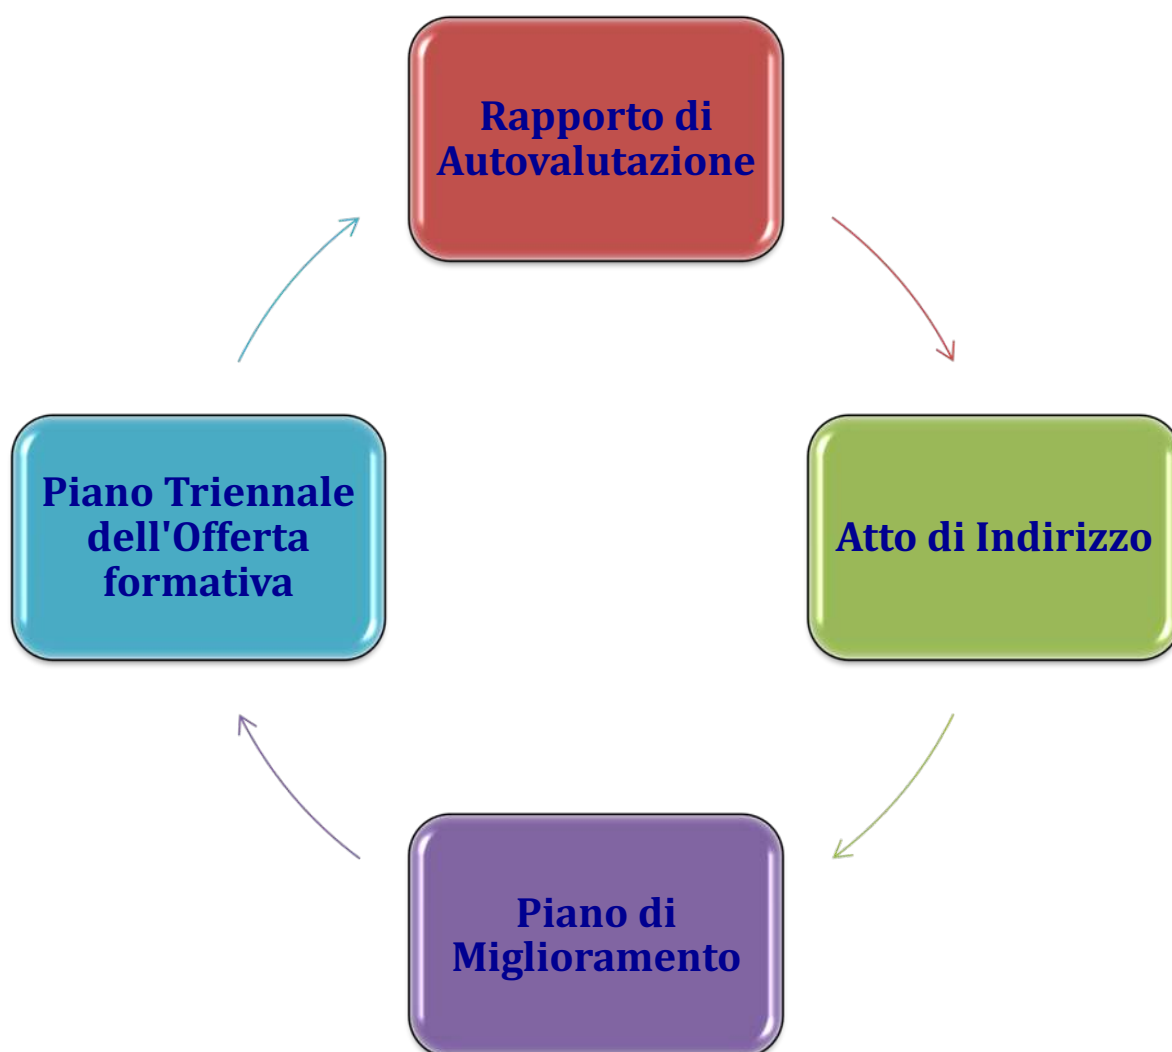 Rapporto di
Autovalutazione
Piano Triennale
dell'Offerta
formativa
Atto di Indirizzo
Piano di
Miglioramento